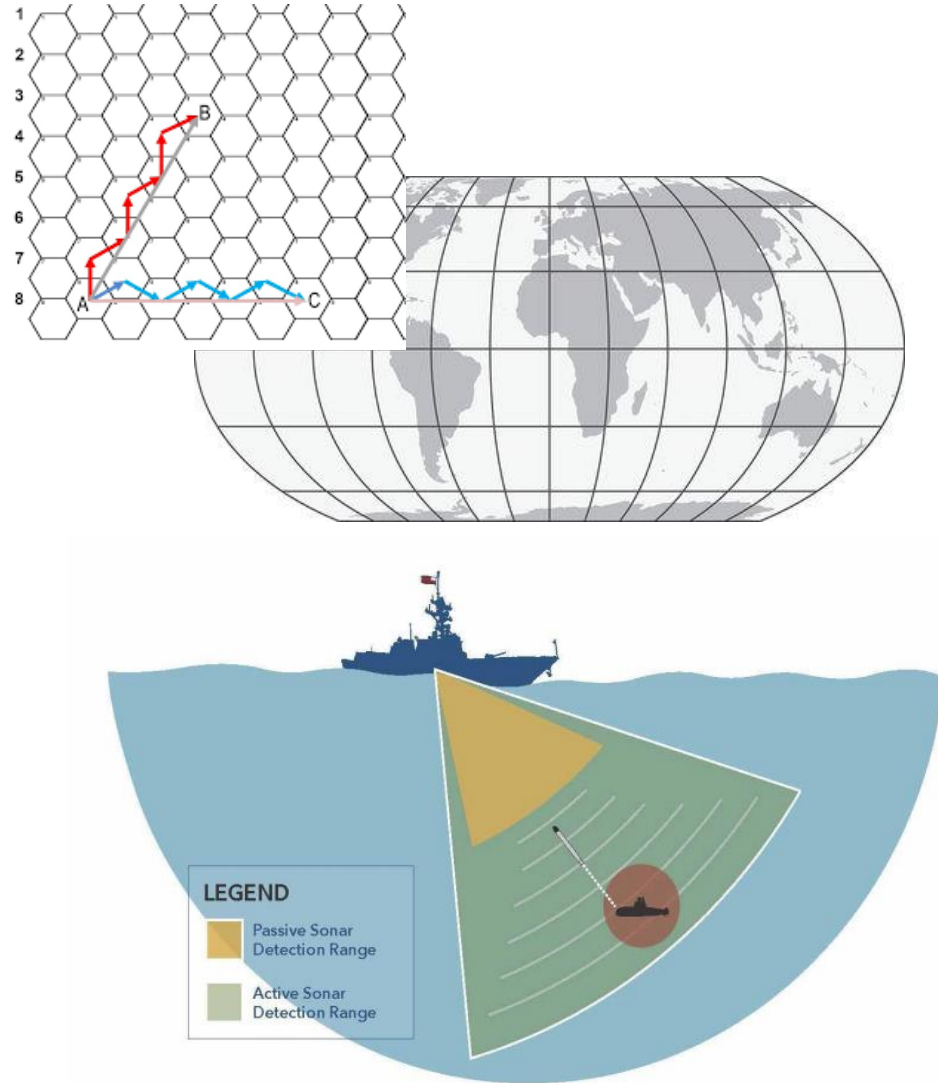 1
2
3
4
B
5
6
7
8
A
C
LEGEND
Passive Sonar
Detection Range
Active Sonar
Detection Range